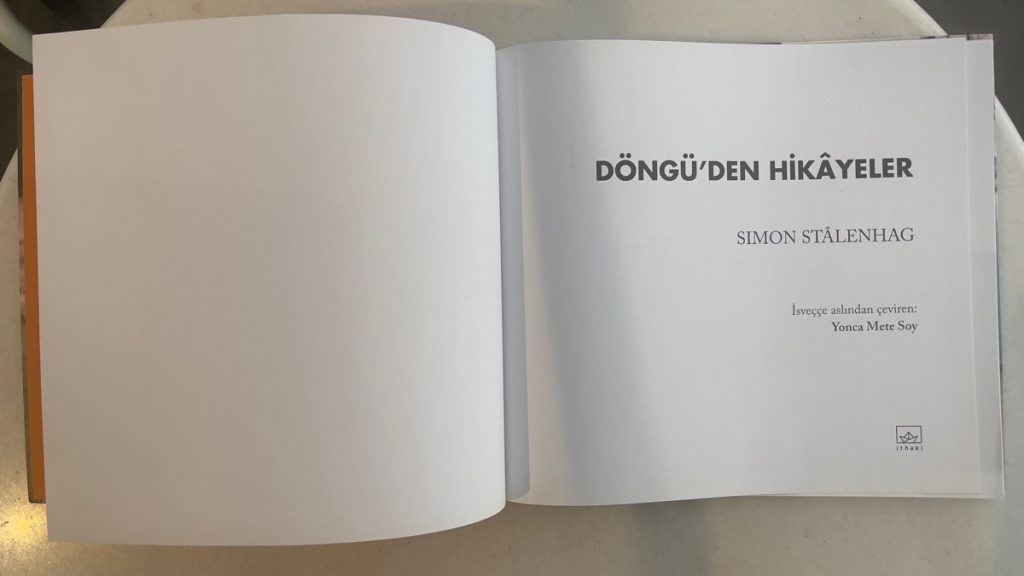 DÖNGÜ’DEN HİKÂYELER
SIMON STÅLENHAG
İsveççe aslından çeviren:
Yonca Mete Soy
ithaki